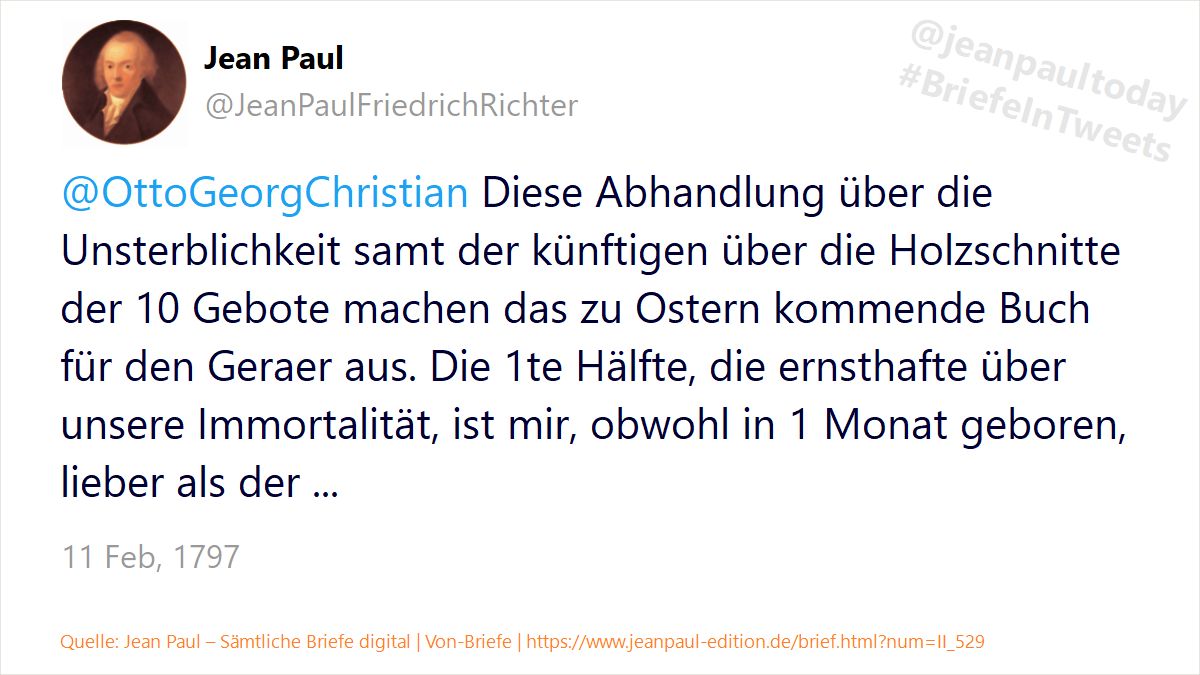 Jean Paul
@JeanPaulFriedrichRichter
@jeanpaultoday
#BriefeInTweets
@OttoGeorgChristian Diese Abhandlung über die
Unsterblichkeit samt der künftigen über die Holzschnitte
der 10 Gebote machen das zu Ostern kommende Buch
für den Geraer aus. Die 1te Hälfte, die ernsthafte über
unsere Immortalität, ist mir, obwohl in 1 Monat geboren,
lieber als der ...
11 Feb, 1797
Quelle: Jean Paul – Sämtliche Briefe digital | Von-Briefe | https://www.jeanpaul-edition.de/brief.html?num=II_529